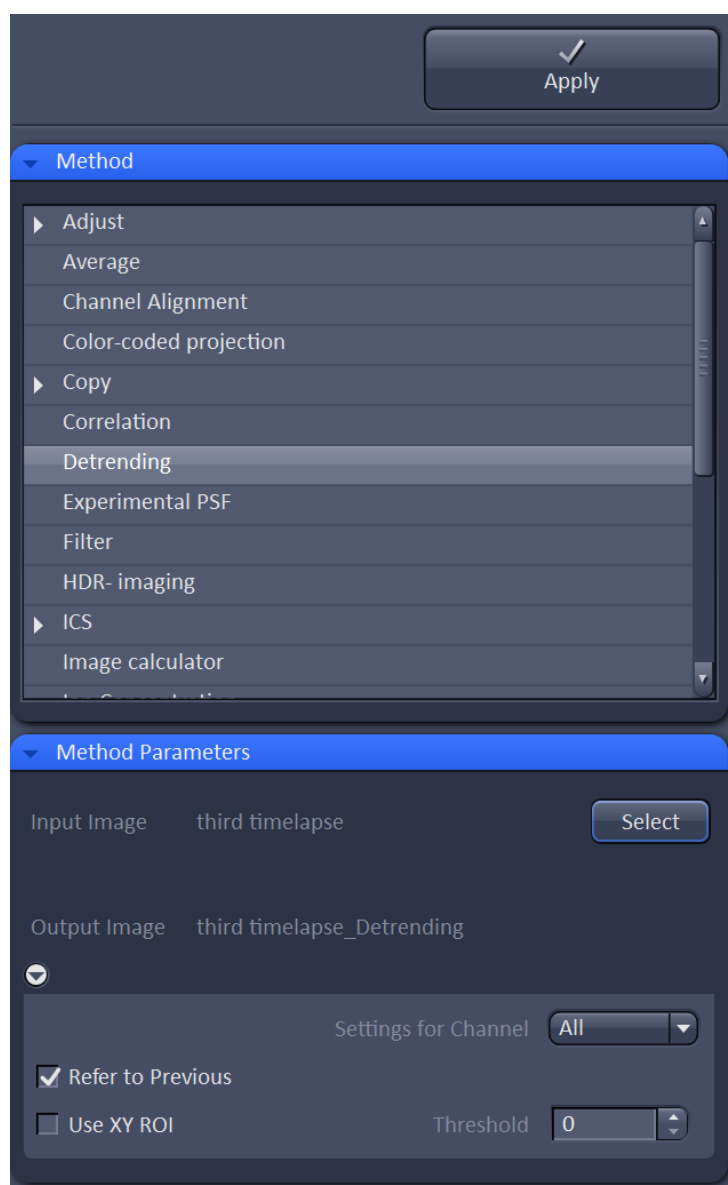 Apply
Method
Adjust
Average
Channel Alignment
Color-coded projection
Copy
Correlation
Detrending
Experimental PSF
Filter
HDR- imaging
ICS
Image calculator
Method Parameters
Input Image third timelapse Select
Output Image third timelapse_Detrending
Settings for Channel All
Refer to Previous
Use XY ROI Threshold 0